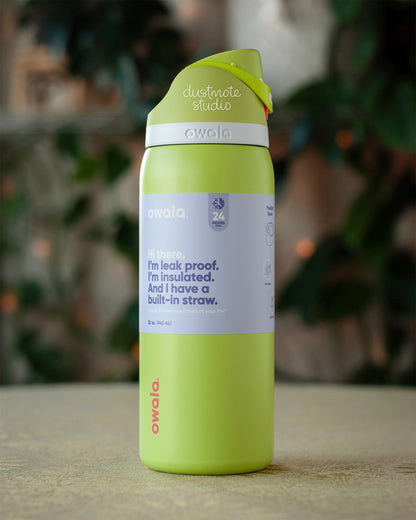 dustmote
studio
owala
owala.
24
Hi there.
I'm leak proof.
I'm insulated.
And I have a
built-in straw.
owala.